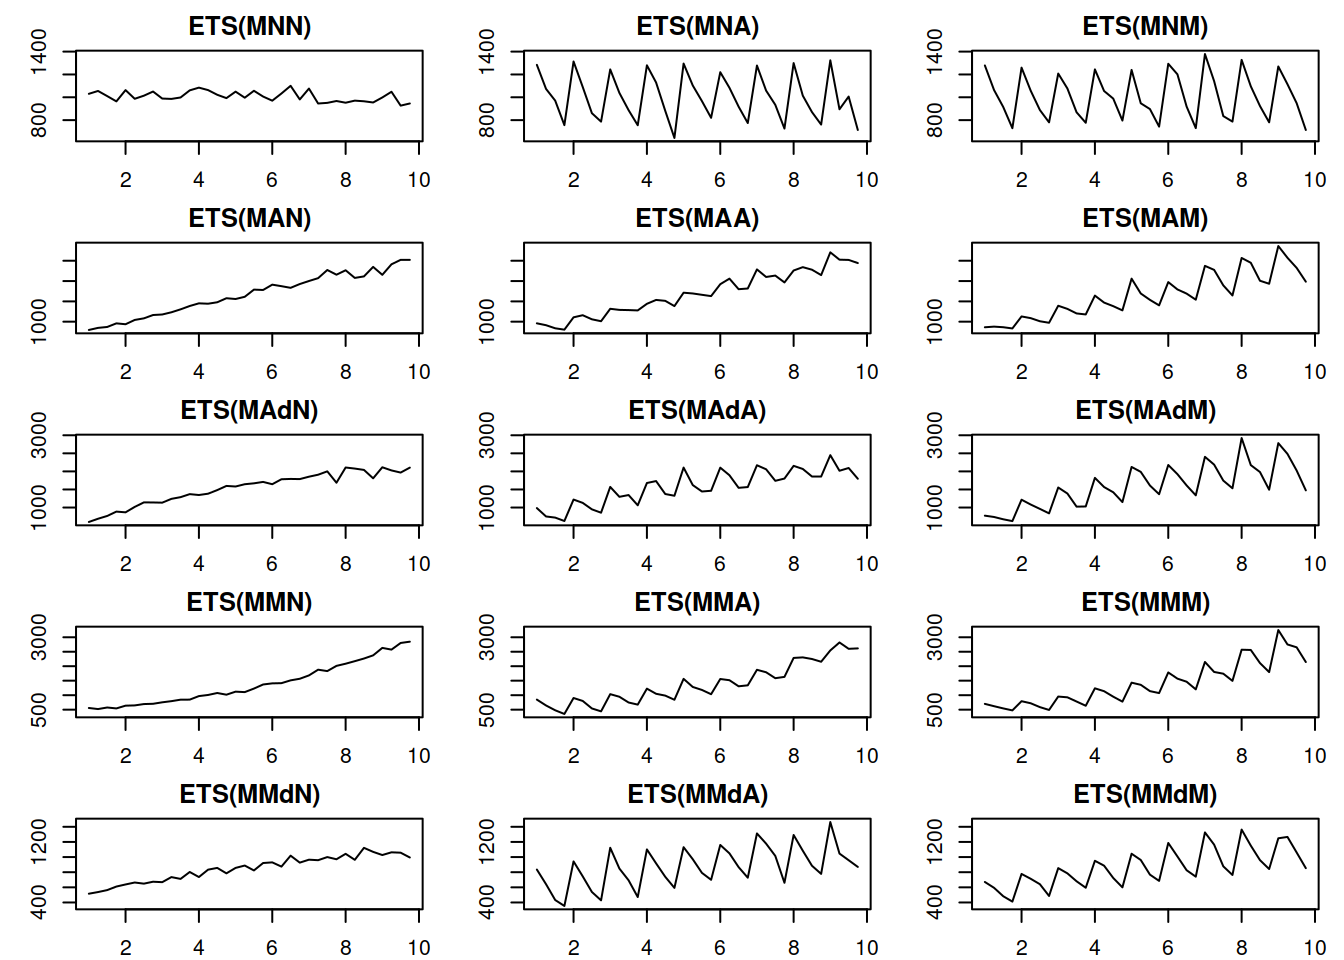 ETS(MNN) ETS(MNA) ETS(MNM)
1400 1400 1400
800 800 800
2 4 6 8 10 2 4 6 8 10 2 4 6 8 10
ETS(MAN) ETS(MAA) ETS(MAM)
1000 1000 1000
2 4 6 8 10 2 4 6 8 10 2 4 6 8 10
ETS(MAdN) ETS(MAdA) ETS(MAdM)
3000 3000 3000
1000 1000 1000
2 4 6 8 10 2 4 6 8 10 2 4 6 8 10
ETS(MMN) ETS(MMA) ETS(MMM)
3000 3000 3000
500 500 500
2 4 6 8 10 2 4 6 8 10 2 4 6 8 10
ETS(MMdN) ETS(MMdA) ETS(MMdM)
1200 1200 1200
400 400 400
2 4 6 8 10 2 4 6 8 10 2 4 6 8 10